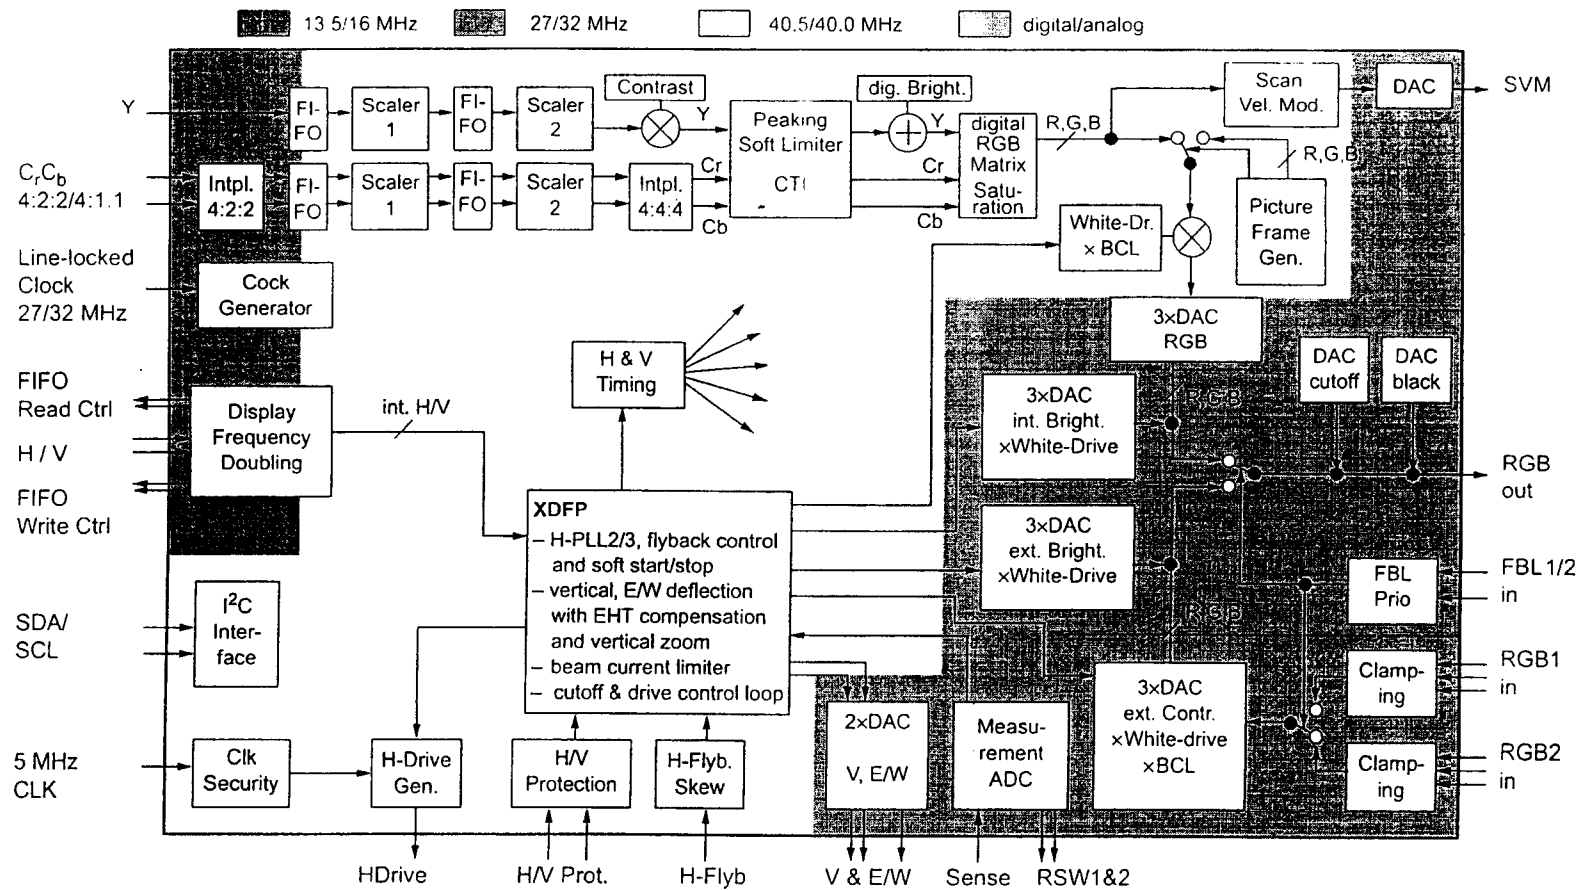 13 5/16 MHz
27/32 MHz
40.5/40.0 MHz
digital/analog
Y
CrCb
4:2:2/4:1.1
Line-locked
Clock
27/32 MHz
FIFO
Read Ctrl
H / V
FIFO
Write Ctrl
SDA/
SCL
5 MHz
CLK
FI-
FO
Scaler
1
FI-
FO
Scaler
2
Contrast
Y
Peaking
Soft Limiter
CTI
dig. Bright.
Y
digital
RGB
Matrix
Satu-
ration
R,G,B
Scan
Vel. Mod.
DAC
SVM
Intpl.
4:2:2
FI-
FO
Scaler
1
FI-
FO
Scaler
2
Intpl.
4:4:4
Cr
Cb
Cr
Cb
R,G,B
White-Dr.
× BCL
Picture
Frame
Gen.
Cock
Generator
3×DAC
RGB
H & V
Timing
DAC
cutoff
DAC
black
Display
Frequency
Doubling
int. H/V
3×DAC
int. Bright.
×White-Drive
R,G,B
RGB
out
XDFP
– H-PLL2/3, flyback control
and soft start/stop
– vertical, E/W deflection
with EHT compensation
and vertical zoom
– beam current limiter
– cutoff & drive control loop
3×DAC
ext. Bright.
×White-Drive
R,G,B
FBL
Prio
FBL1/2
in
I2C
Inter-
face
Clamp-
ing
RGB1
in
3×DAC
ext. Contr.
×White-drive
×BCL
Clamp-
ing
RGB2
in
Clk
Security
H-Drive
Gen.
H/V
Protection
H-Flyb.
Skew
2×DAC
V, E/W
Measu-
rement
ADC
HDrive
H/V Prot.
H-Flyb
V & E/W
Sense
RSW1&2